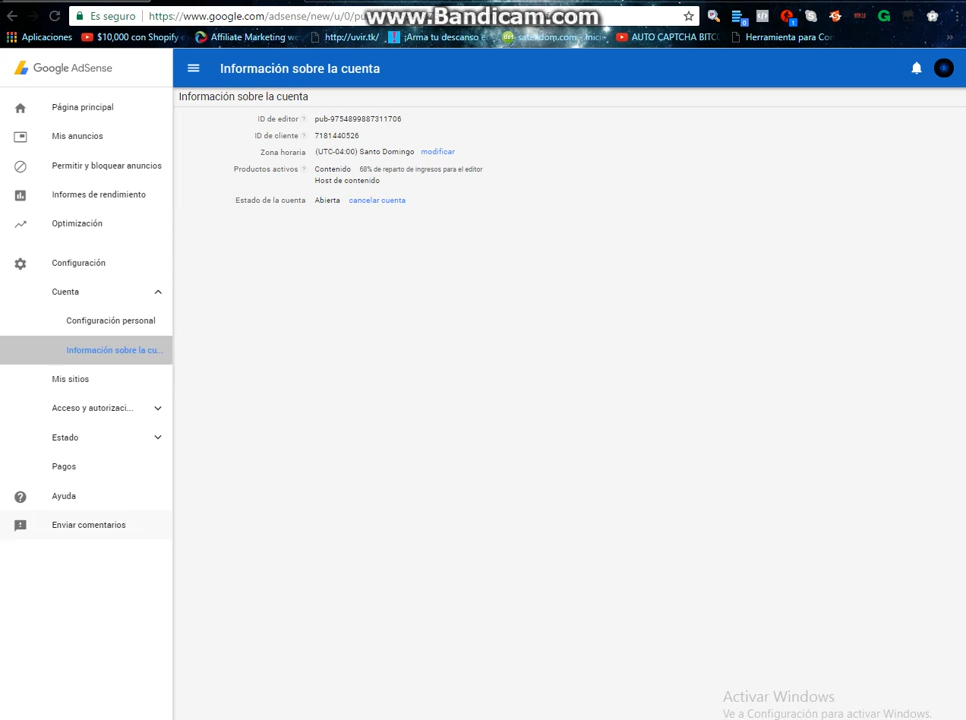 Es seguro https://www.google.com/adsense/new/u/0/pu
www.Bandicam.com
Aplicaciones $10,000 con Shopify Affiliate Marketing we http://uvir.tk/ ¡Arma tu descanso e AUTO CAPTCHA BITC Herramienta para Con
Google AdSense
Información sobre la cuenta
Información sobre la cuenta
Página principal
Mis anuncios
Permitir y bloquear anuncios
Informes de rendimiento
Optimización
Configuración
Cuenta
Configuración personal
Información sobre la cu...
Mis sitios
Acceso y autorizaci...
Estado
Pagos
Ayuda
Enviar comentarios
ID de editor ? pub-9754899887311706
ID de cliente ? 7181440526
Zona horaria (UTC-04:00) Santo Domingo modificar
Productos activos ? Contenido 68% de reparto de ingresos para el editor
Host de contenido
Estado de la cuenta Abierta cancelar cuenta
Activar Windows
Ve a Configuración para activar Windows.